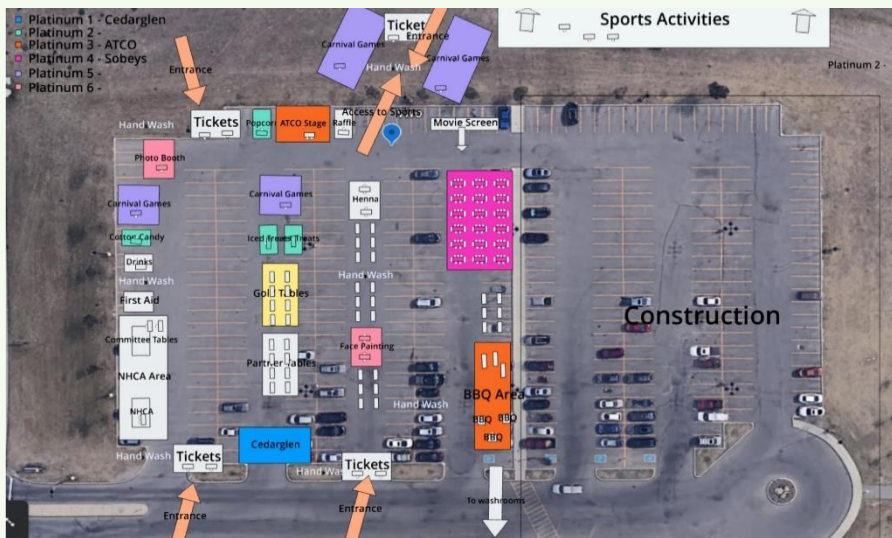 Platinum 1 - Cedarglen
Platinum 2 -
Platinum 3 - ATCO
Platinum 4 - Sobeys
Platinum 5 -
Platinum 6 -
Tickets
Entrance
Sports Activities
Carnival Games
Hand Wash
Carnival Games
Platinum 2 -
Entrance
Access to Sports
Hand Wash
Tickets
Popcorn
ATCO Stage
Raffle
Movie Screen
Photo Booth
Carnival Games
Carnival Games
Henna
Cotton Candy
Iced Treats
Treats
Drinks
Hand Wash
Hand Wash
First Aid
Gold Tables
Construction
Committee Tables
Face Painting
Partner Tables
NHCA Area
BBQ Area
NHCA
Hand Wash
BBQ
BBQ
BBQ
Cedarglen
Hand Wash
Tickets
Hand Wash
Tickets
To washrooms
Entrance
Entrance